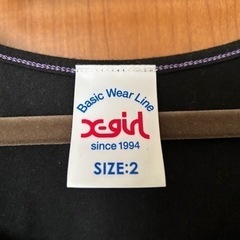 Basic Wear Line
X-girl
since 1994
SIZE:2